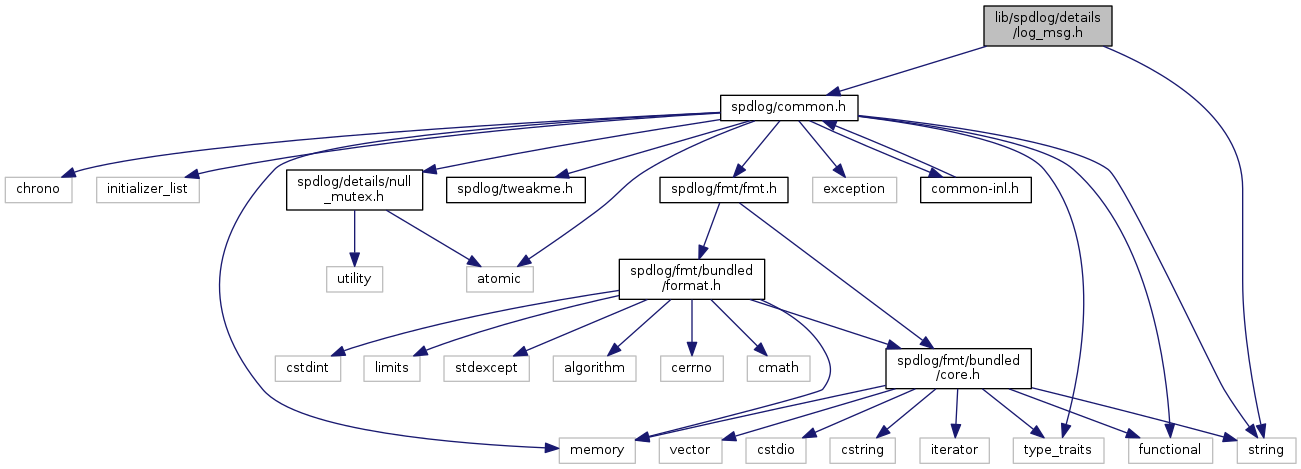 lib/spdlog/details
/log_msg.h
spdlog/common.h
chrono
initializer_list
spdlog/details/null
_mutex.h
spdlog/tweakme.h
spdlog/fmt/fmt.h
exception
common-inl.h
utility
atomic
spdlog/fmt/bundled
/format.h
cstdint
limits
stdexcept
algorithm
cerrno
cmath
spdlog/fmt/bundled
/core.h
memory
vector
cstdio
cstring
iterator
type_traits
functional
string